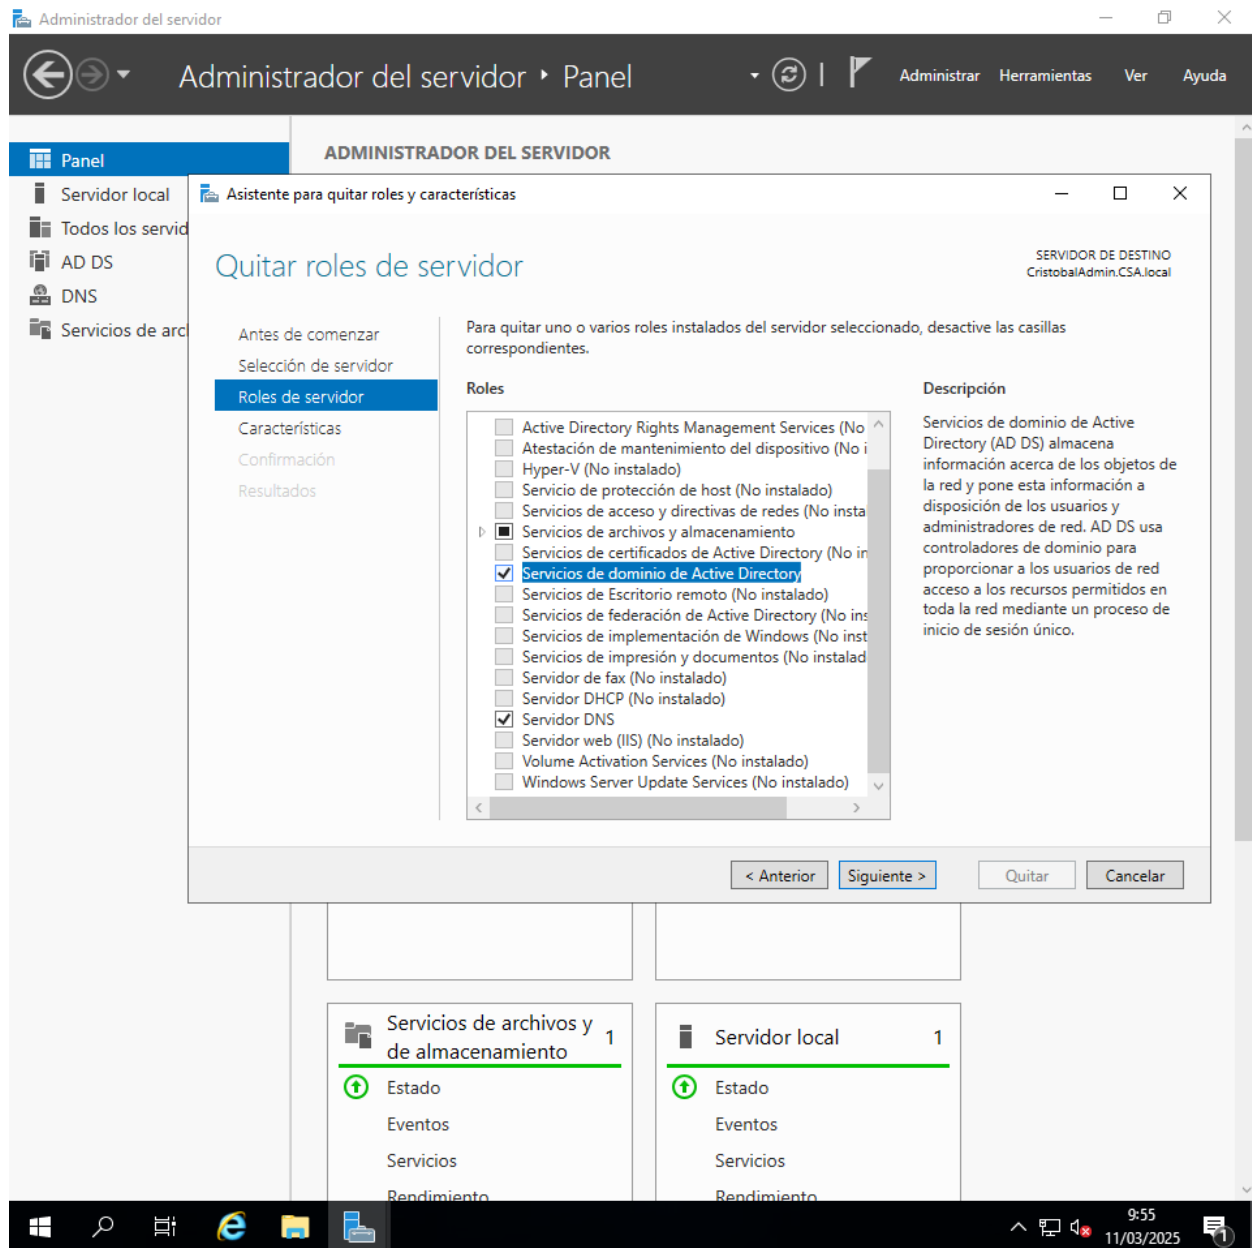 Administrador del servidor
Administrador del servidor ‣ Panel
Administrar Herramientas Ver Ayuda
Panel
Servidor local
Todos los servid
AD DS
DNS
Servicios de arc
ADMINISTRADOR DEL SERVIDOR
Asistente para quitar roles y características
Quitar roles de servidor
SERVIDOR DE DESTINO
CristobalAdmin.CSA.local
Antes de comenzar
Selección de servidor
Roles de servidor
Características
Confirmación
Resultados
Para quitar uno o varios roles instalados del servidor seleccionado, desactive las casillas
correspondientes.
Roles
Active Directory Rights Management Services (No
Atestación de mantenimiento del dispositivo (No i
Hyper-V (No instalado)
Servicio de protección de host (No instalado)
Servicios de acceso y directivas de redes (No insta
Servicios de archivos y almacenamiento
Servicios de certificados de Active Directory (No in
Servicios de dominio de Active Directory
Servicios de Escritorio remoto (No instalado)
Servicios de federación de Active Directory (No ins
Servicios de implementación de Windows (No inst
Servicios de impresión y documentos (No instalad
Servidor de fax (No instalado)
Servidor DHCP (No instalado)
Servidor DNS
Servidor web (IIS) (No instalado)
Volume Activation Services (No instalado)
Windows Server Update Services (No instalado)
Descripción
Servicios de dominio de Active
Directory (AD DS) almacena
información acerca de los objetos de
la red y pone esta información a
disposición de los usuarios y
administradores de red. AD DS usa
controladores de dominio para
proporcionar a los usuarios de red
acceso a los recursos permitidos en
toda la red mediante un proceso de
inicio de sesión único.
< Anterior Siguiente > Quitar Cancelar
Servicios de archivos y
de almacenamiento 1
Estado
Eventos
Servicios
Rendimiento
Servidor local 1
Estado
Eventos
Servicios
Rendimiento
9:55
11/03/2025
1